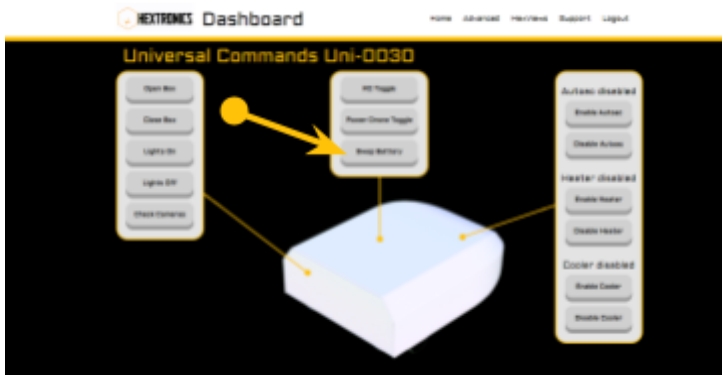 HEXTRONICS Dashboard
Home Advanced Hexviews Support Logout
Universal Commands Uni-0030
Open Box
Close Box
Lights On
Lights Off
Check Cameras
RC Toggle
Power Drone Toggle
Swap Battery
Autoac disabled
Enable Autoac
Disable Autoac
Heater disabled
Enable Heater
Disable Heater
Cooler disabled
Enable Cooler
Disable Cooler